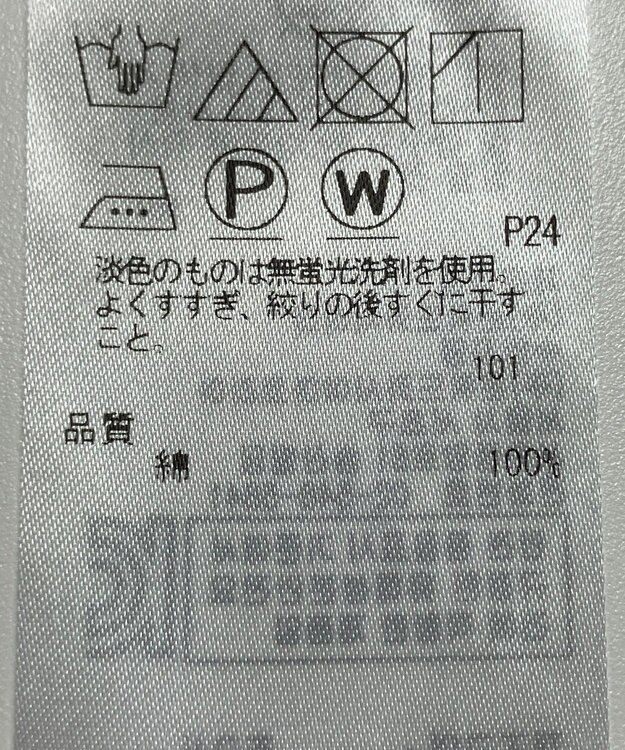 P W
P24
淡色のものは無蛍光洗剤を使用。
よくすすぎ、絞りの後すぐに干す
こと。
101
品質
綿 100%